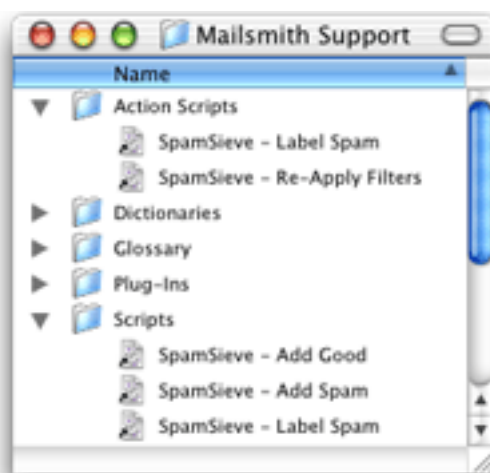 Mailsmith Support
Name
Action Scripts
SpamSieve – Label Spam
SpamSieve – Re-Apply Filters
Dictionaries
Glossary
Plug-Ins
Scripts
SpamSieve – Add Good
SpamSieve – Add Spam
SpamSieve – Label Spam